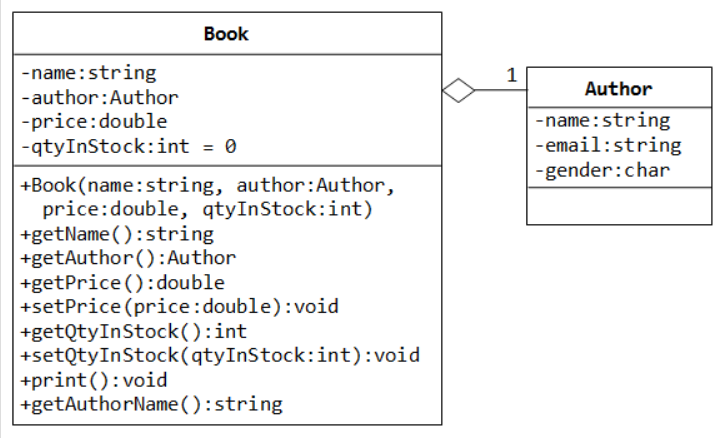 Book
-name:string
-author:Author
-price:double
-qtyInStock:int = 0
+Book(name:string, author:Author,
price:double, qtyInStock:int)
+getName():string
+getAuthor():Author
+getPrice():double
+setPrice(price:double):void
+getQtyInStock():int
+setQtyInStock(qtyInStock:int):void
+print():void
+getAuthorName():string
1
Author
-name:string
-email:string
-gender:char